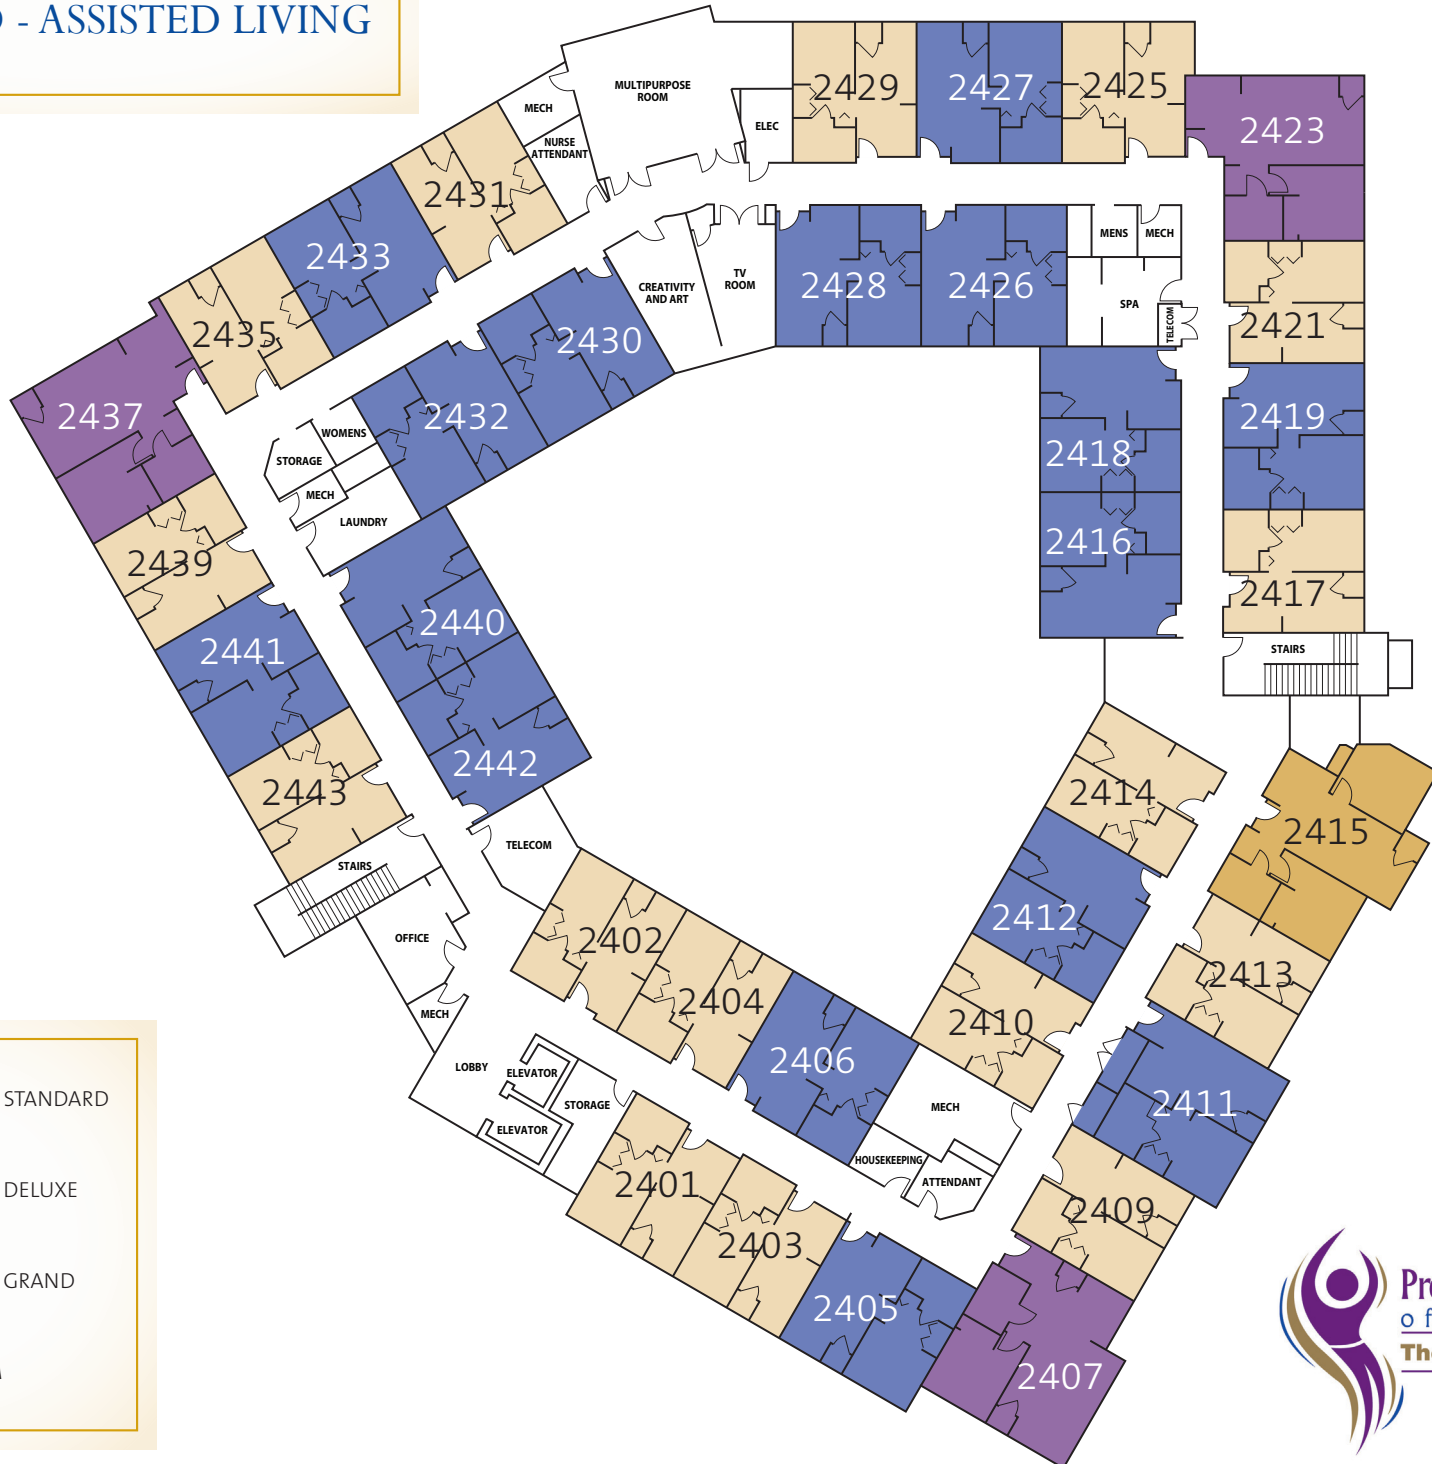 - ASSISTED LIVING
MULTIPURPOSE
ROOM
MECH
NURSE
ATTENDANT
ELEC
2429
2427
2425
2423
2431
2433
2435
2437
CREATIVITY
AND ART
TV
ROOM
2428
2426
MENS
MECH
SPA
TELECOM
2421
2430
2432
WOMENS
STORAGE
MECH
LAUNDRY
2418
2419
2416
2417
STAIRS
2439
2441
2440
2442
2443
TELECOM
STAIRS
OFFICE
MECH
LOBBY
ELEVATOR
ELEVATOR
STORAGE
2402
2404
2406
2414
2415
2412
2413
2410
2411
MECH
HOUSEKEEPING
ATTENDANT
2409
2401
2403
2405
2407
STANDARD
DELUXE
GRAND